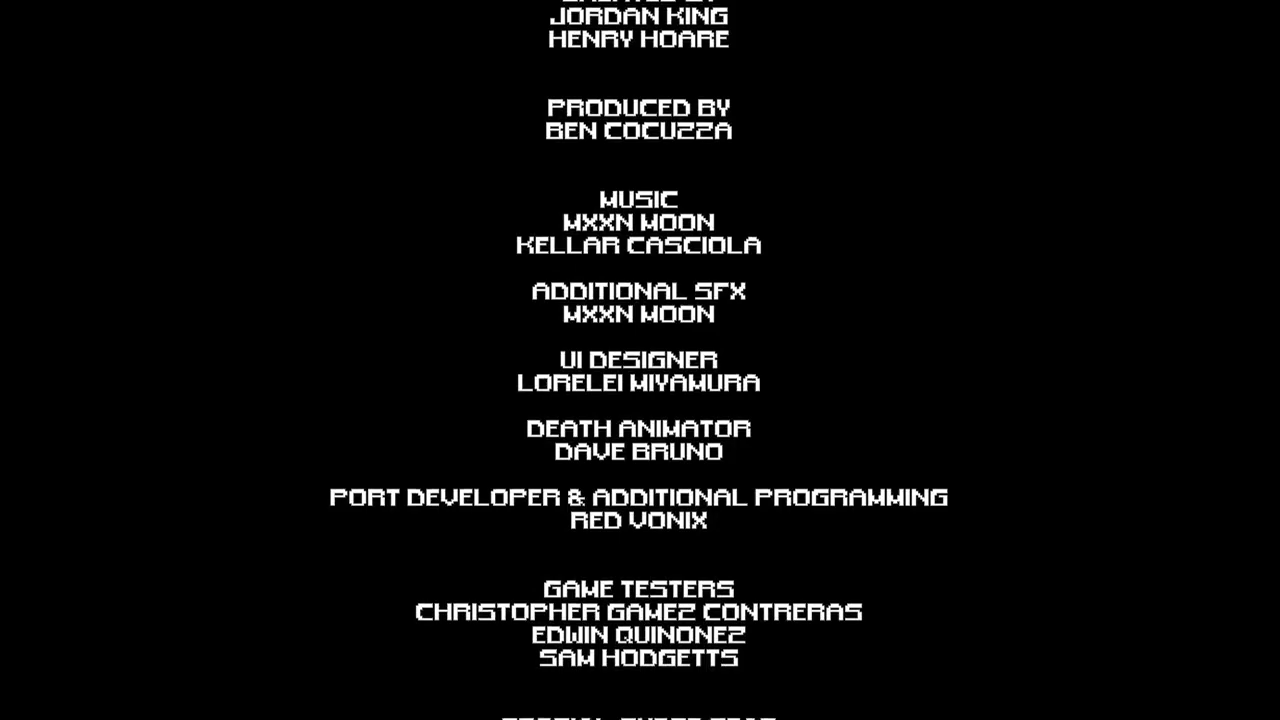 JORDAN KING
HENRY HOARE
PRODUCED BY
BEN COCUZZA
MUSIC
MXXN MOON
KELLAR CASCIOLA
ADDITIONAL SFX
MXXN MOON
UI DESIGNER
LORELEI MIYAMURA
DEATH ANIMATOR
DAVE BRUNO
PORT DEVELOPER & ADDITIONAL PROGRAMMING
RED VONIX
GAME TESTERS
CHRISTOPHER GAMEZ CONTRERAS
EDWIN QUINONEZ
SAM HODGETTS